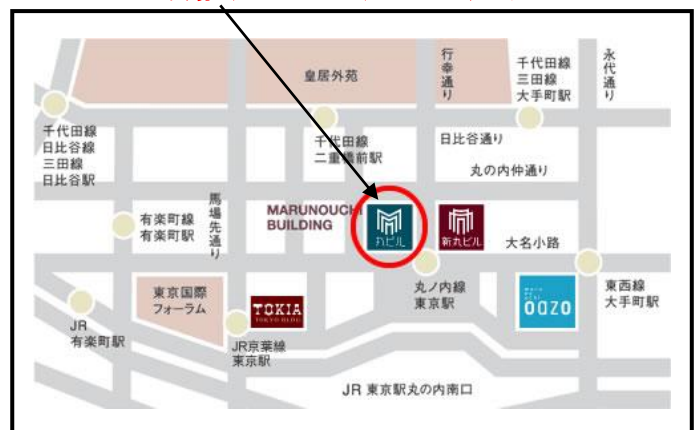 皇居外苑
行幸通り
千代田線
三田線
大手町駅
永代通り
千代田線
日比谷線
三田線
日比谷駅
千代田線
二重橋前駅
日比谷通り
丸の内仲通り
馬場先通り
有楽町線
有楽町駅
MARUNOUCHI
BUILDING
丸ビル
新丸ビル
大名小路
東京国際
フォーラム
TOKIA
丸ノ内線
東京駅
OAZO
東西線
大手町駅
JR
有楽町駅
JR京葉線
東京駅
JR 東京駅丸の内南口